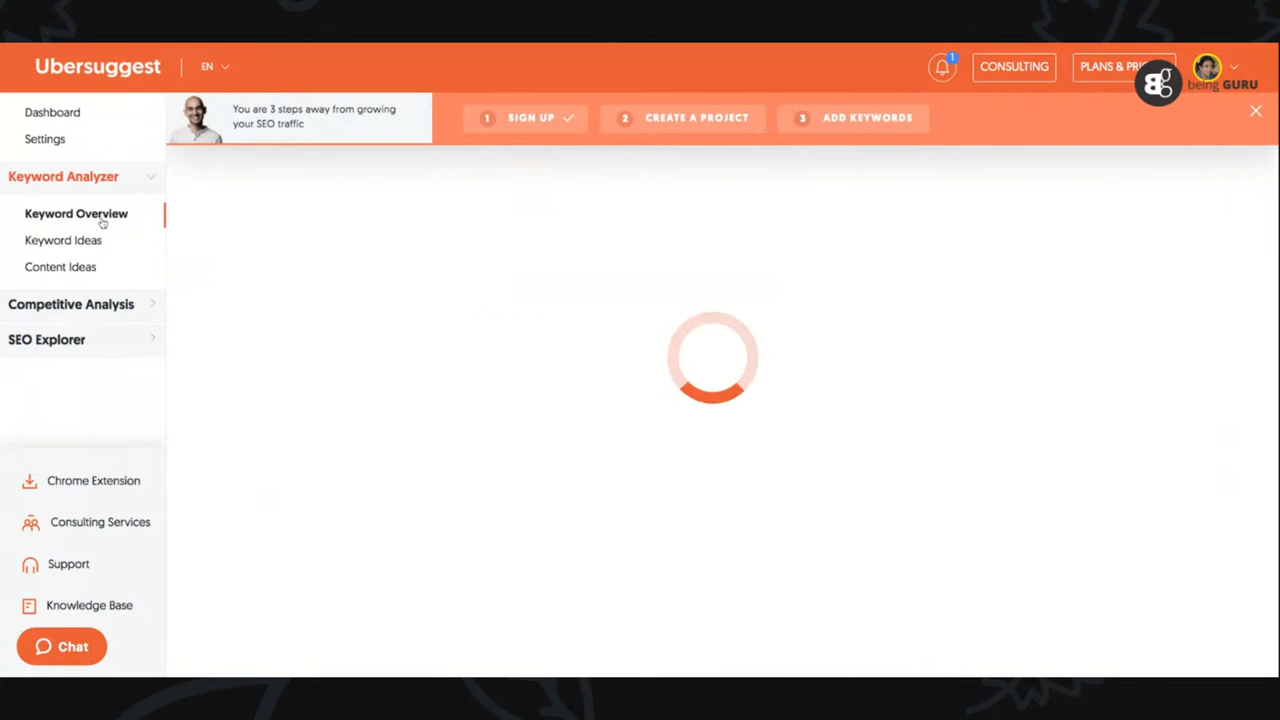 Ubersuggest
EN
1
CONSULTING
PLANS &
being GURU
Dashboard
Settings
You are 3 steps away from growing
your SEO traffic
1 SIGN UP
2 CREATE A PROJECT
3 ADD KEYWORDS
Keyword Analyzer
Keyword Overview
Keyword Ideas
Content Ideas
Competitive Analysis
SEO Explorer
Chrome Extension
Consulting Services
Support
Knowledge Base
Chat